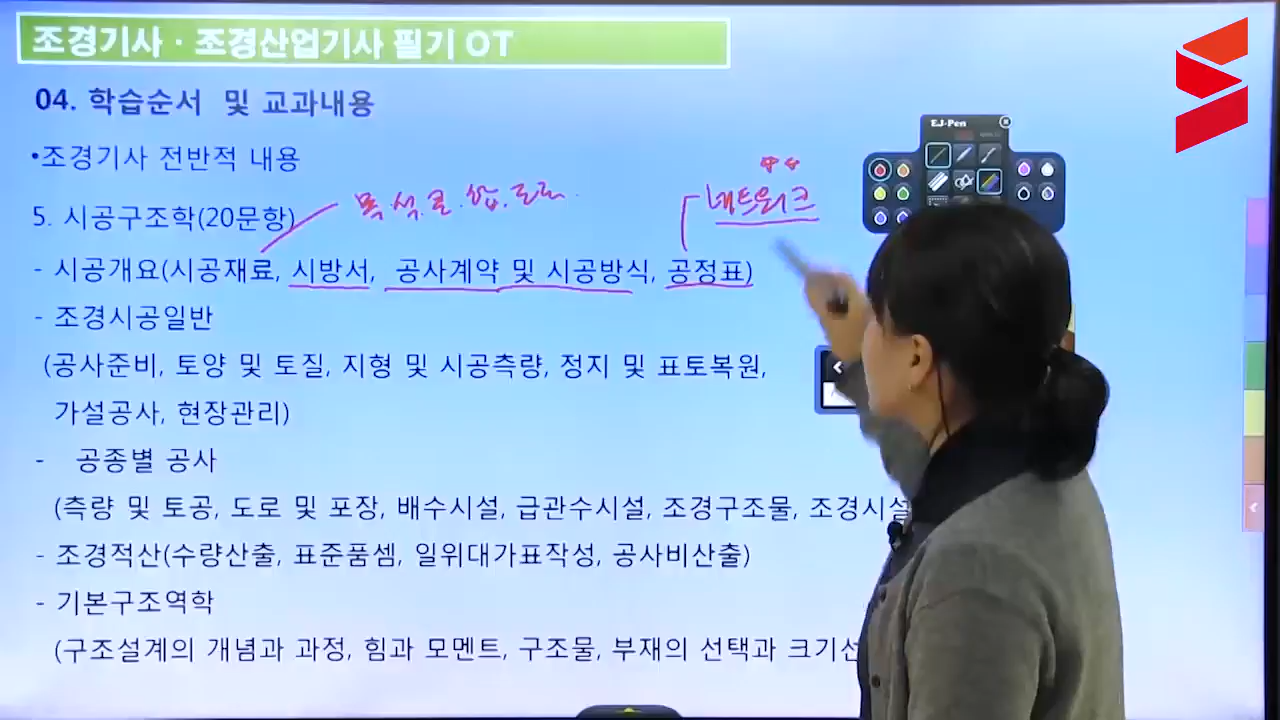 조경기사 · 조경산업기사 필기 OT
04. 학습순서 및 교과내용
•조경기사 전반적 내용
EJ-Pen
네트워크
5. 시공구조학(20문항)
- 시공개요(시공재료, 시방서, 공사계약 및 시공방식, 공정표)
- 조경시공일반
(공사준비, 토양 및 토질, 지형 및 시공측량, 정지 및 표토복원,
가설공사, 현장관리)
- 공종별 공사
(측량 및 토공, 도로 및 포장, 배수시설, 급관수시설, 조경구조물, 조경시설
- 조경적산(수량산출, 표준품셈, 일위대가표작성, 공사비산출)
- 기본구조역학
(구조설계의 개념과 과정, 힘과 모멘트, 구조물, 부재의 선택과 크기선